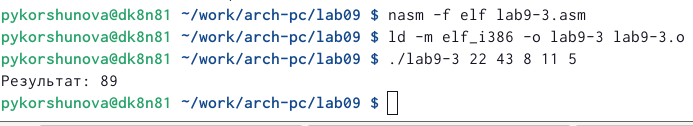 pykorshunova@dk8n81 ~/work/arch-pc/lab09 $ nasm -f elf lab9-3.asm
pykorshunova@dk8n81 ~/work/arch-pc/lab09 $ ld -m elf_i386 -o lab9-3 lab9-3.o
pykorshunova@dk8n81 ~/work/arch-pc/lab09 $ ./lab9-3 22 43 8 11 5
Результат: 89
pykorshunova@dk8n81 ~/work/arch-pc/lab09 $